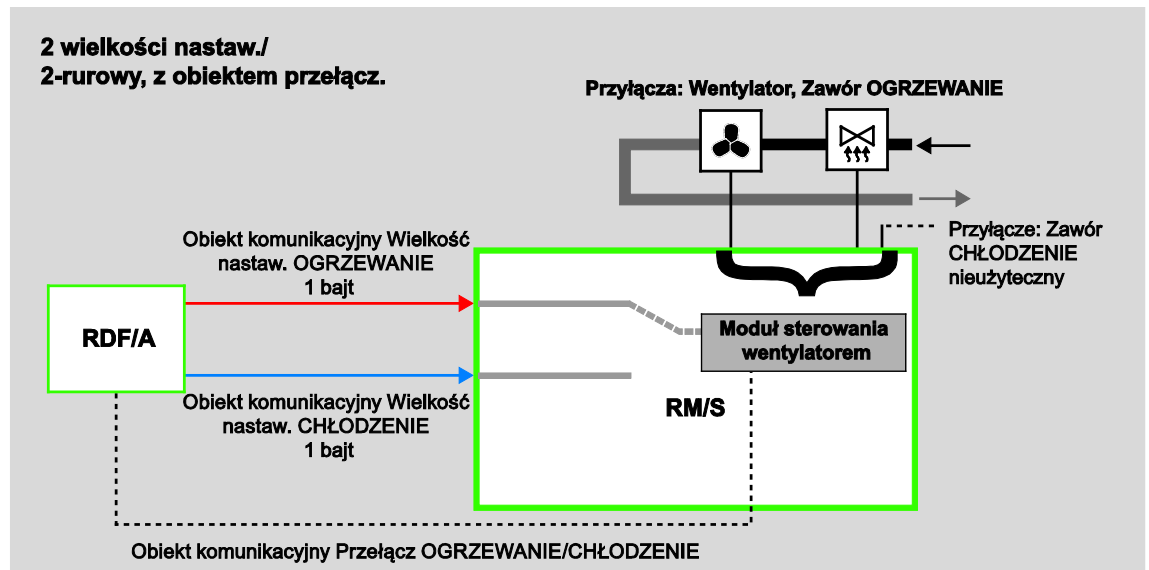 2 wielkości nastaw./
2-rurowy, z obiektem przełącz.
Przyłącza: Wentylator, Zawór OGRZEWANIE
Przyłącze: Zawór
CHŁODZENIE
nieużyteczny
Obiekt komunikacyjny Wielkość
nastaw. OGRZEWANIE
1 bajt
RDF/A
Moduł sterowania
wentylatorem
RM/S
Obiekt komunikacyjny Wielkość
nastaw. CHŁODZENIE
1 bajt
Obiekt komunikacyjny Przełącz OGRZEWANIE/CHŁODZENIE